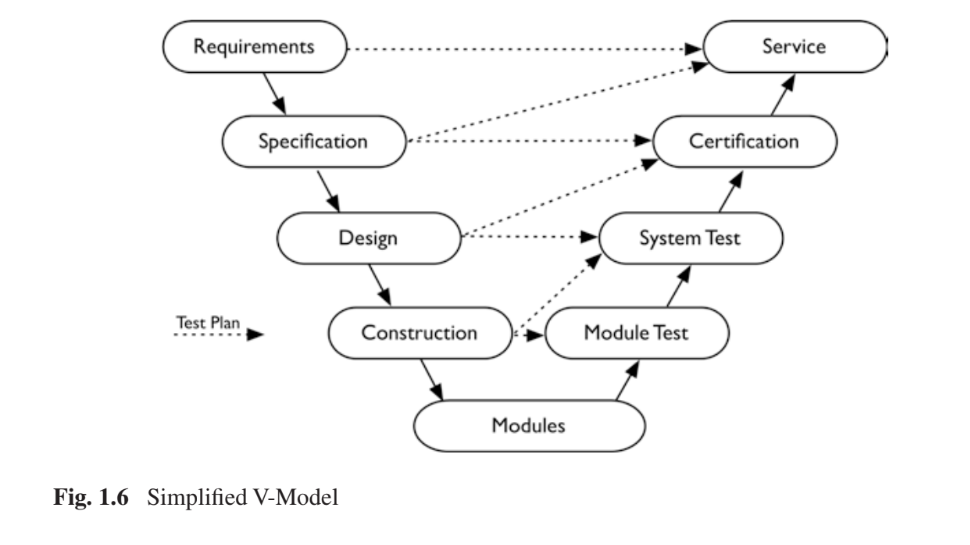 Requirements
Service
Specification
Certification
Design
System Test
Test Plan
Construction
Module Test
Modules
Fig. 1.6 Simplified V-Model